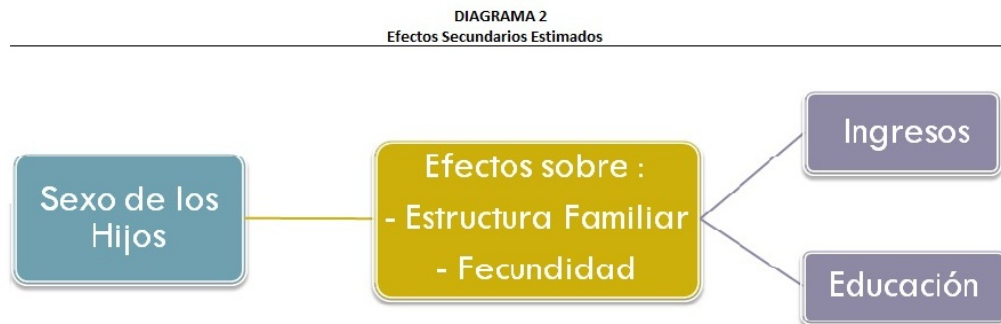 DIAGRAMA 2
Efectos Secundarios Estimados
Sexo de los
Hijos
Efectos sobre :
- Estructura Familiar
- Fecundidad
Ingresos
Educación